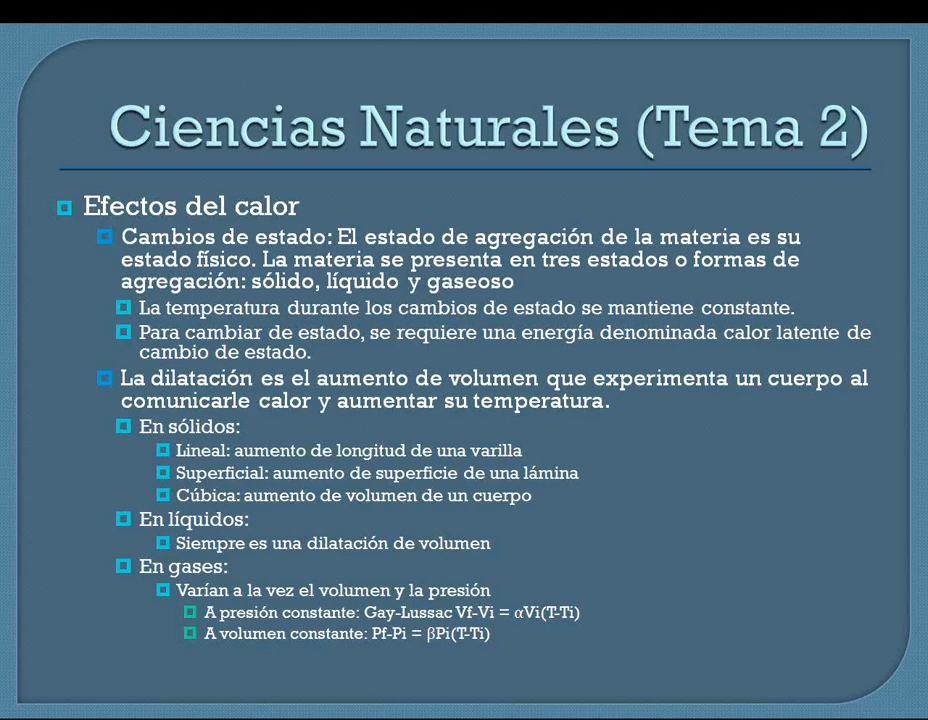 Ciencias Naturales (Tema 2)
Efectos del calor
Cambios de estado: El estado de agregación de la materia es su
estado físico. La materia se presenta en tres estados o formas de
agregación: sólido, líquido y gaseoso
La temperatura durante los cambios de estado se mantiene constante.
Para cambiar de estado, se requiere una energía denominada calor latente de
cambio de estado.
La dilatación es el aumento de volumen que experimenta un cuerpo al
comunicarle calor y aumentar su temperatura.
En sólidos:
Lineal: aumento de longitud de una varilla
Superficial: aumento de superficie de una lámina
Cúbica: aumento de volumen de un cuerpo
En líquidos:
Siempre es una dilatación de volumen
En gases:
Varían a la vez el volumen y la presión
A presión constante: Gay-Lussac Vf-Vi = αVi(T-Ti)
A volumen constante: Pf-Pi = βPi(T-Ti)